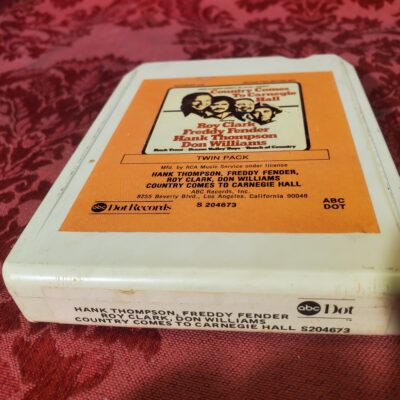 Country Comes
To Carnegie
Hall
Roy Clark
Freddy Fender
Hank Thompson
Don Williams
TWIN PACK
Mfg. by RCA Music Service under license
HANK THOMPSON, FREDDY FENDER,
ROY CLARK, DON WILLIAMS
COUNTRY COMES TO CARNEGIE HALL
ABC Records, Inc.
8255 Beverly Blvd., Los Angeles, California 90048
abc Dot Records
S 204673
ABC
DOT
HANK THOMPSON, FREDDY FENDER
ROY CLARK, DON WILLIAMS
COUNTRY COMES TO CARNEGIE HALL S204673
abc Dot